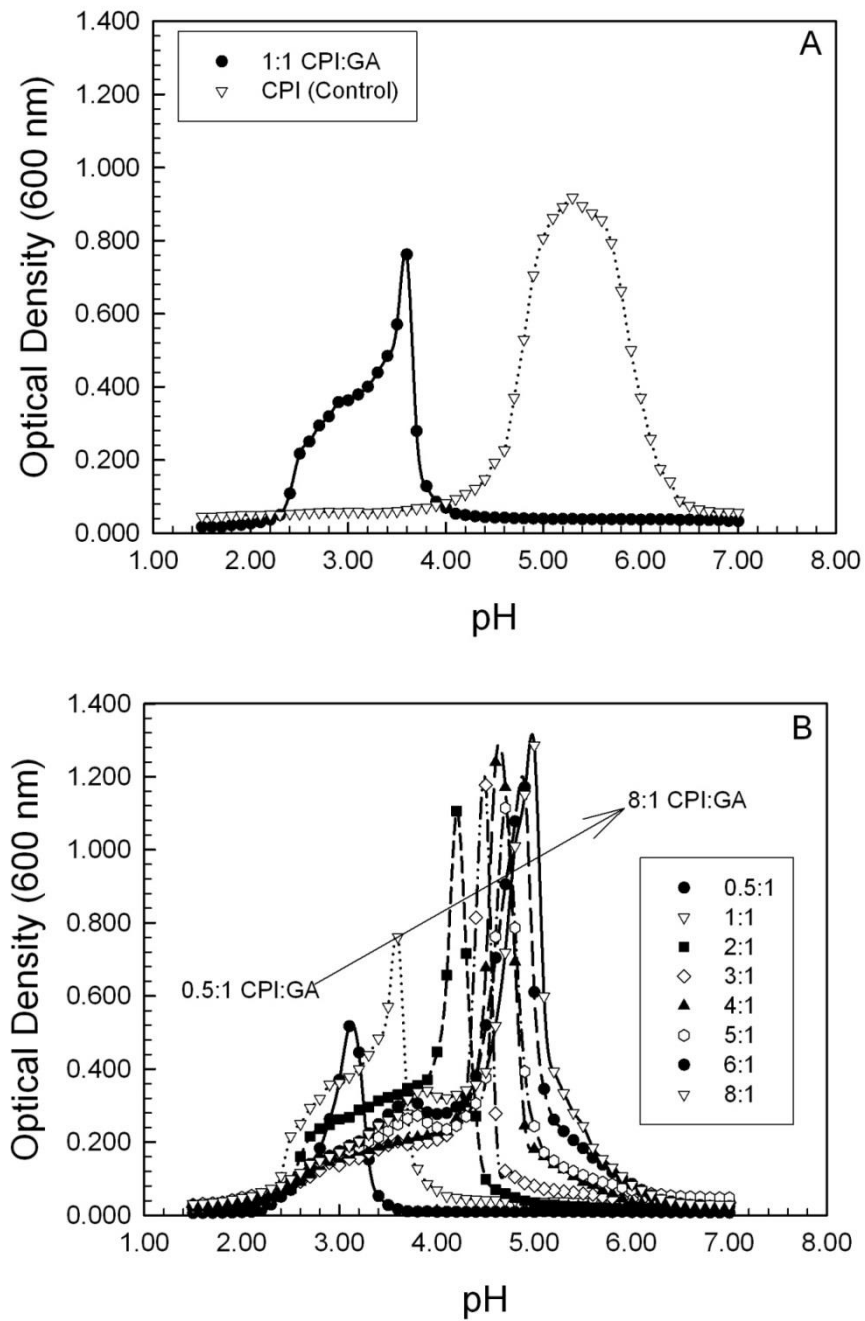 A
1:1 CPI:GA
CPI (Control)
Optical Density (600 nm)
1.400
1.200
1.000
0.800
0.600
0.400
0.200
0.000
1.00 2.00 3.00 4.00 5.00 6.00 7.00 8.00
pH
B
8:1 CPI:GA
0.5:1 CPI:GA
0.5:1
1:1
2:1
3:1
4:1
5:1
6:1
8:1
Optical Density (600 nm)
1.400
1.200
1.000
0.800
0.600
0.400
0.200
0.000
1.00 2.00 3.00 4.00 5.00 6.00 7.00 8.00
pH